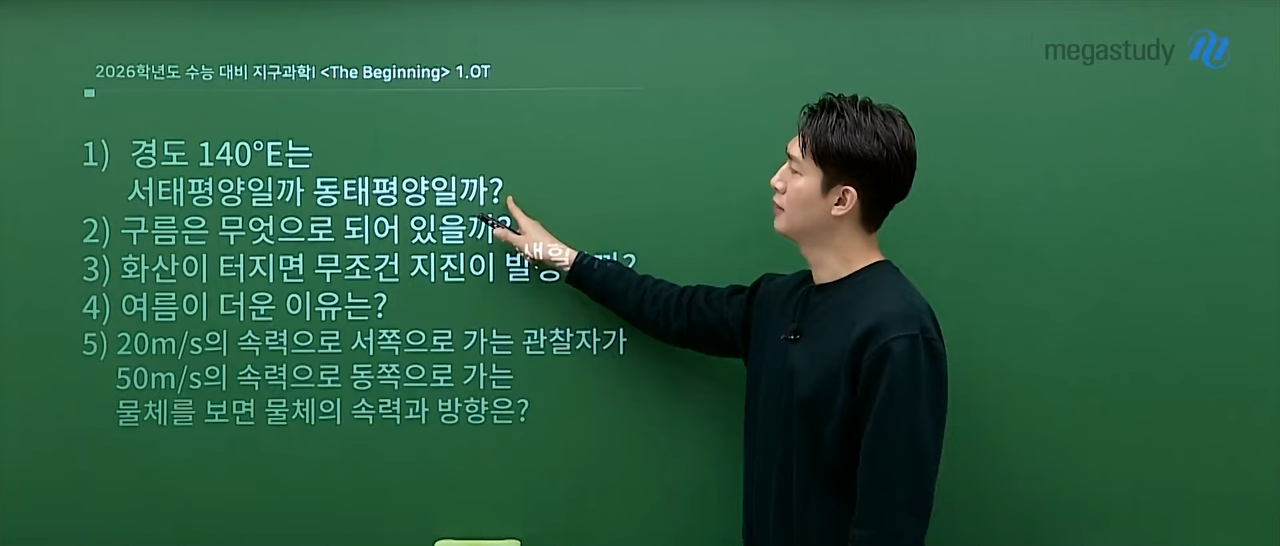 megastudy
2026학년도 수능 대비 지구과학I <The Beginning> 1.OT
1) 경도 140°E는
서태평양일까 동태평양일까?
2) 구름은 무엇으로 되어 있을까?
3) 화산이 터지면 무조건 지진이
4) 여름이 더운 이유는?
5) 20m/s의 속력으로 서쪽으로 가는 관찰자가
50m/s의 속력으로 동쪽으로 가는
물체를 보면 물체의 속력과 방향은?